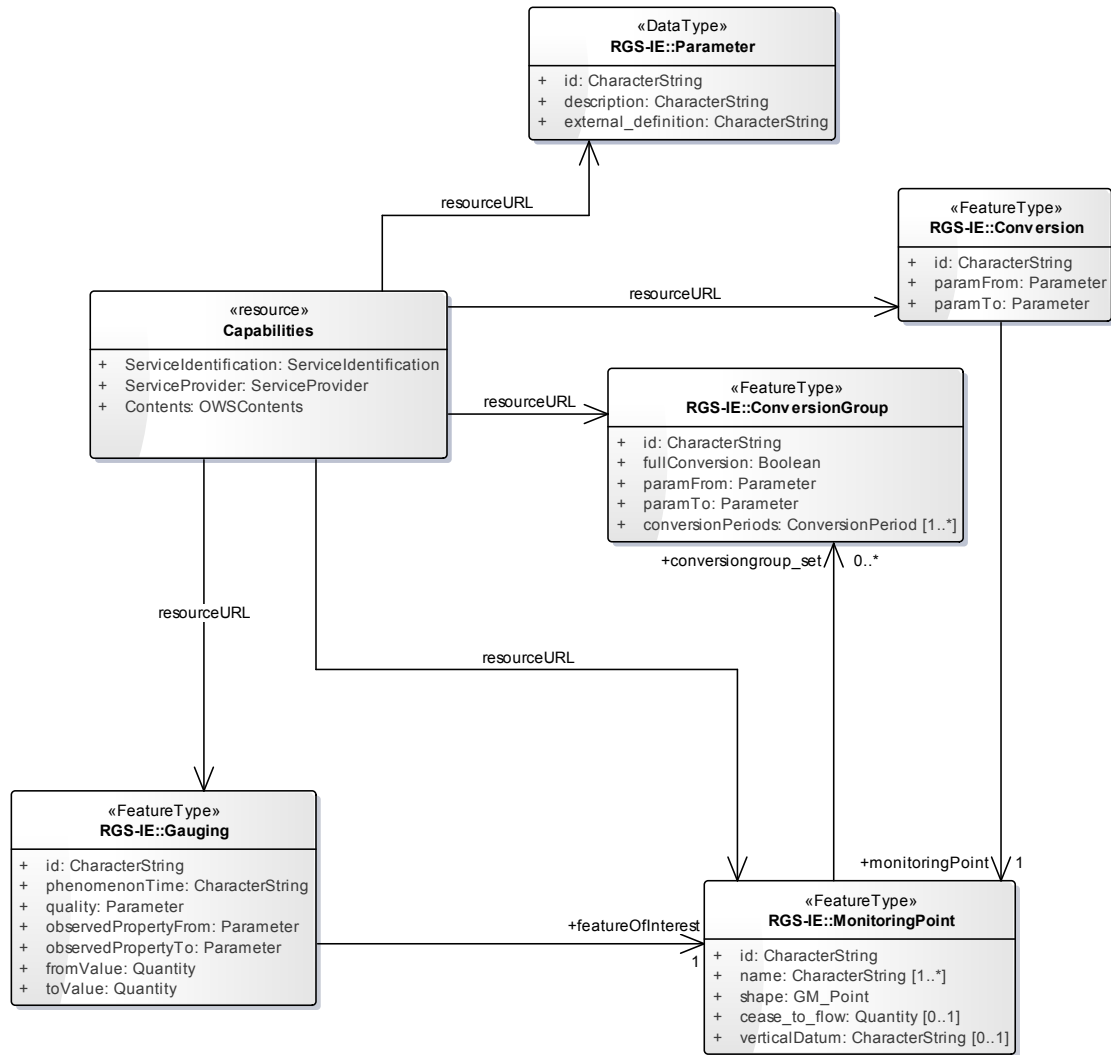 «DataType»
RGS-IE::Parameter
+ id: CharacterString
+ description: CharacterString
+ external_definition: CharacterString
resourceURL
«FeatureType»
RGS-IE::Conversion
+ id: CharacterString
+ paramFrom: Parameter
+ paramTo: Parameter
resourceURL
«resource»
Capabilities
+ ServiceIdentification: ServiceIdentification
+ ServiceProvider: ServiceProvider
+ Contents: OWSContents
resourceURL
«FeatureType»
RGS-IE::ConversionGroup
+ id: CharacterString
+ fullConversion: Boolean
+ paramFrom: Parameter
+ paramTo: Parameter
+ conversionPeriods: ConversionPeriod [1..*]
+conversiongroup_set 0..*
resourceURL
resourceURL
«FeatureType»
RGS-IE::Gauging
+ id: CharacterString
+ phenomenonTime: CharacterString
+ quality: Parameter
+ observedPropertyFrom: Parameter
+ observedPropertyTo: Parameter
+ fromValue: Quantity
+ toValue: Quantity
+featureOfInterest
1
+monitoringPoint 1
«FeatureType»
RGS-IE::MonitoringPoint
+ id: CharacterString
+ name: CharacterString [1..*]
+ shape: GM_Point
+ cease_to_flow: Quantity [0..1]
+ verticalDatum: CharacterString [0..1]